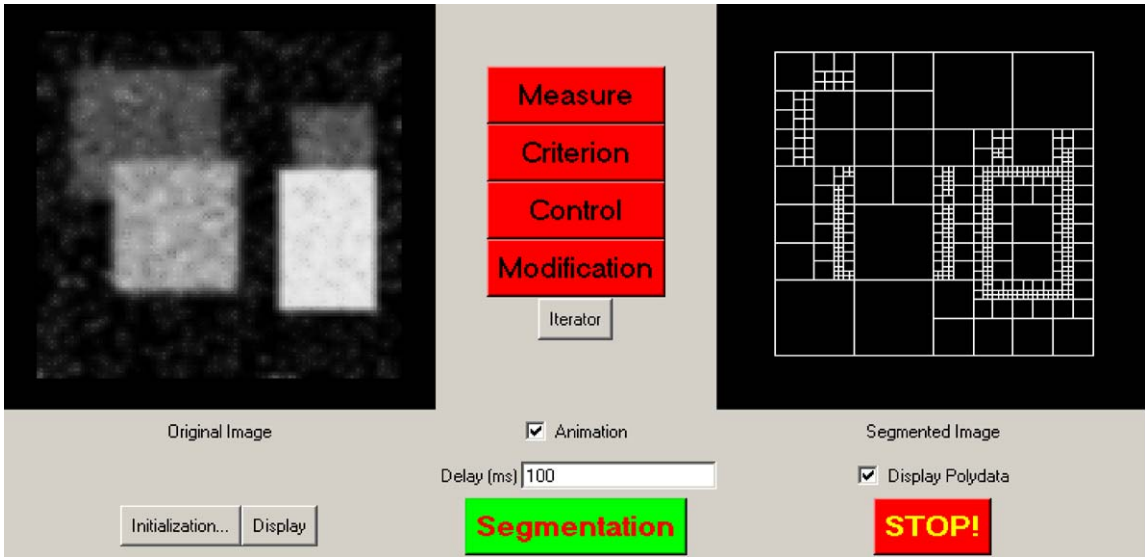 Measure
Criterion
Control
Modification
Iterator
Original Image
Animation
Segmented Image
Delay (ms) 100
Display Polydata
Initialization... Display
Segmentation
STOP!